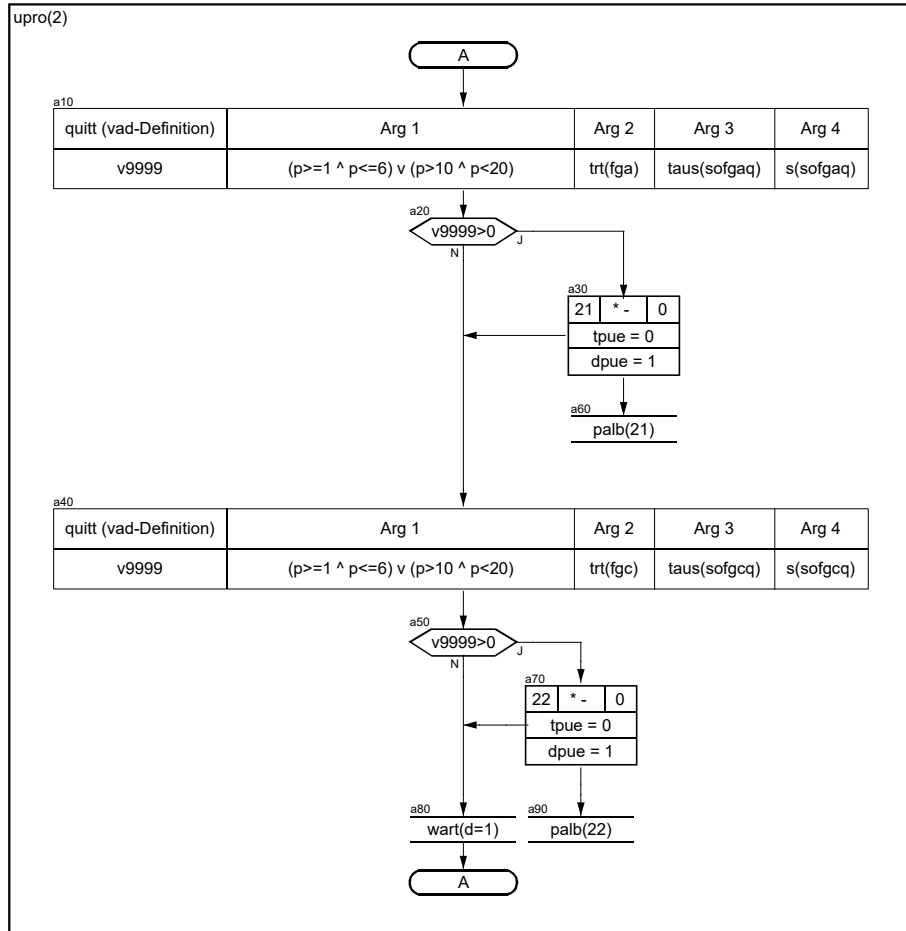 upro(2)
A
a10
quitt (vad-Definition) Arg 1 Arg 2 Arg 3 Arg 4
v9999 (p>=1 ^ p<=6) v (p>10 ^ p<20) trt(fga) taus(sofgaq) s(sofgaq)
a20
v9999>0
N J
a30
21 * - 0
tpue = 0
dpue = 1
a60
palb(21)
a40
quitt (vad-Definition) Arg 1 Arg 2 Arg 3 Arg 4
v9999 (p>=1 ^ p<=6) v (p>10 ^ p<20) trt(fgc) taus(sofgcq) s(sofgcq)
a50
v9999>0
N J
a70
22 * - 0
tpue = 0
dpue = 1
a80 a90
wart(d=1) palb(22)
A